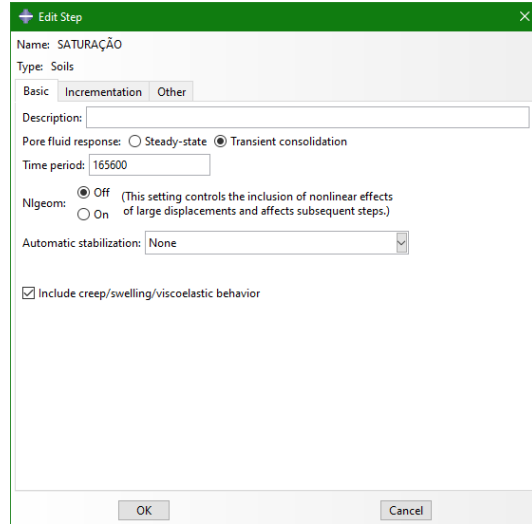 Edit Step
Name: SATURAÇÃO
Type: Soils
Basic Incrementation Other
Description:
Pore fluid response: Steady-state Transient consolidation
Time period: 165600
Nlgeom: Off (This setting controls the inclusion of nonlinear effects
On of large displacements and affects subsequent steps.)
Automatic stabilization: None
Include creep/swelling/viscoelastic behavior
OK Cancel